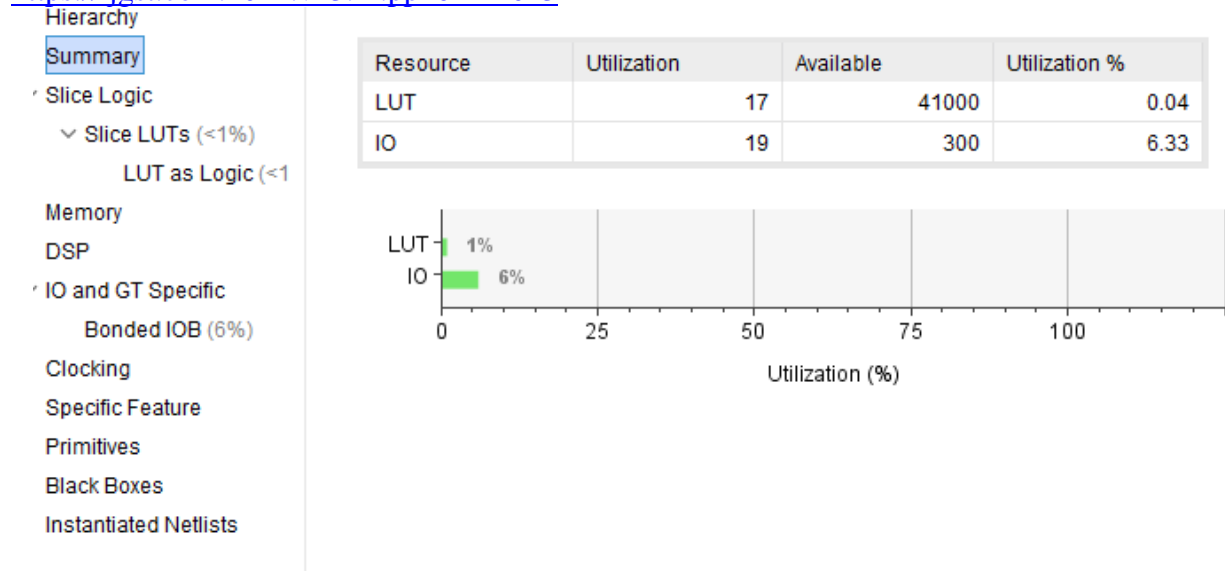 Hierarchy
Summary
Slice Logic
Slice LUTs (<1%)
LUT as Logic (<1
Memory
DSP
IO and GT Specific
Bonded IOB (6%)
Clocking
Specific Feature
Primitives
Black Boxes
Instantiated Netlists
Resource Utilization Available Utilization %
LUT 17 41000 0.04
IO 19 300 6.33
LUT 1%
IO 6%
0 25 50 75 100
Utilization (%)